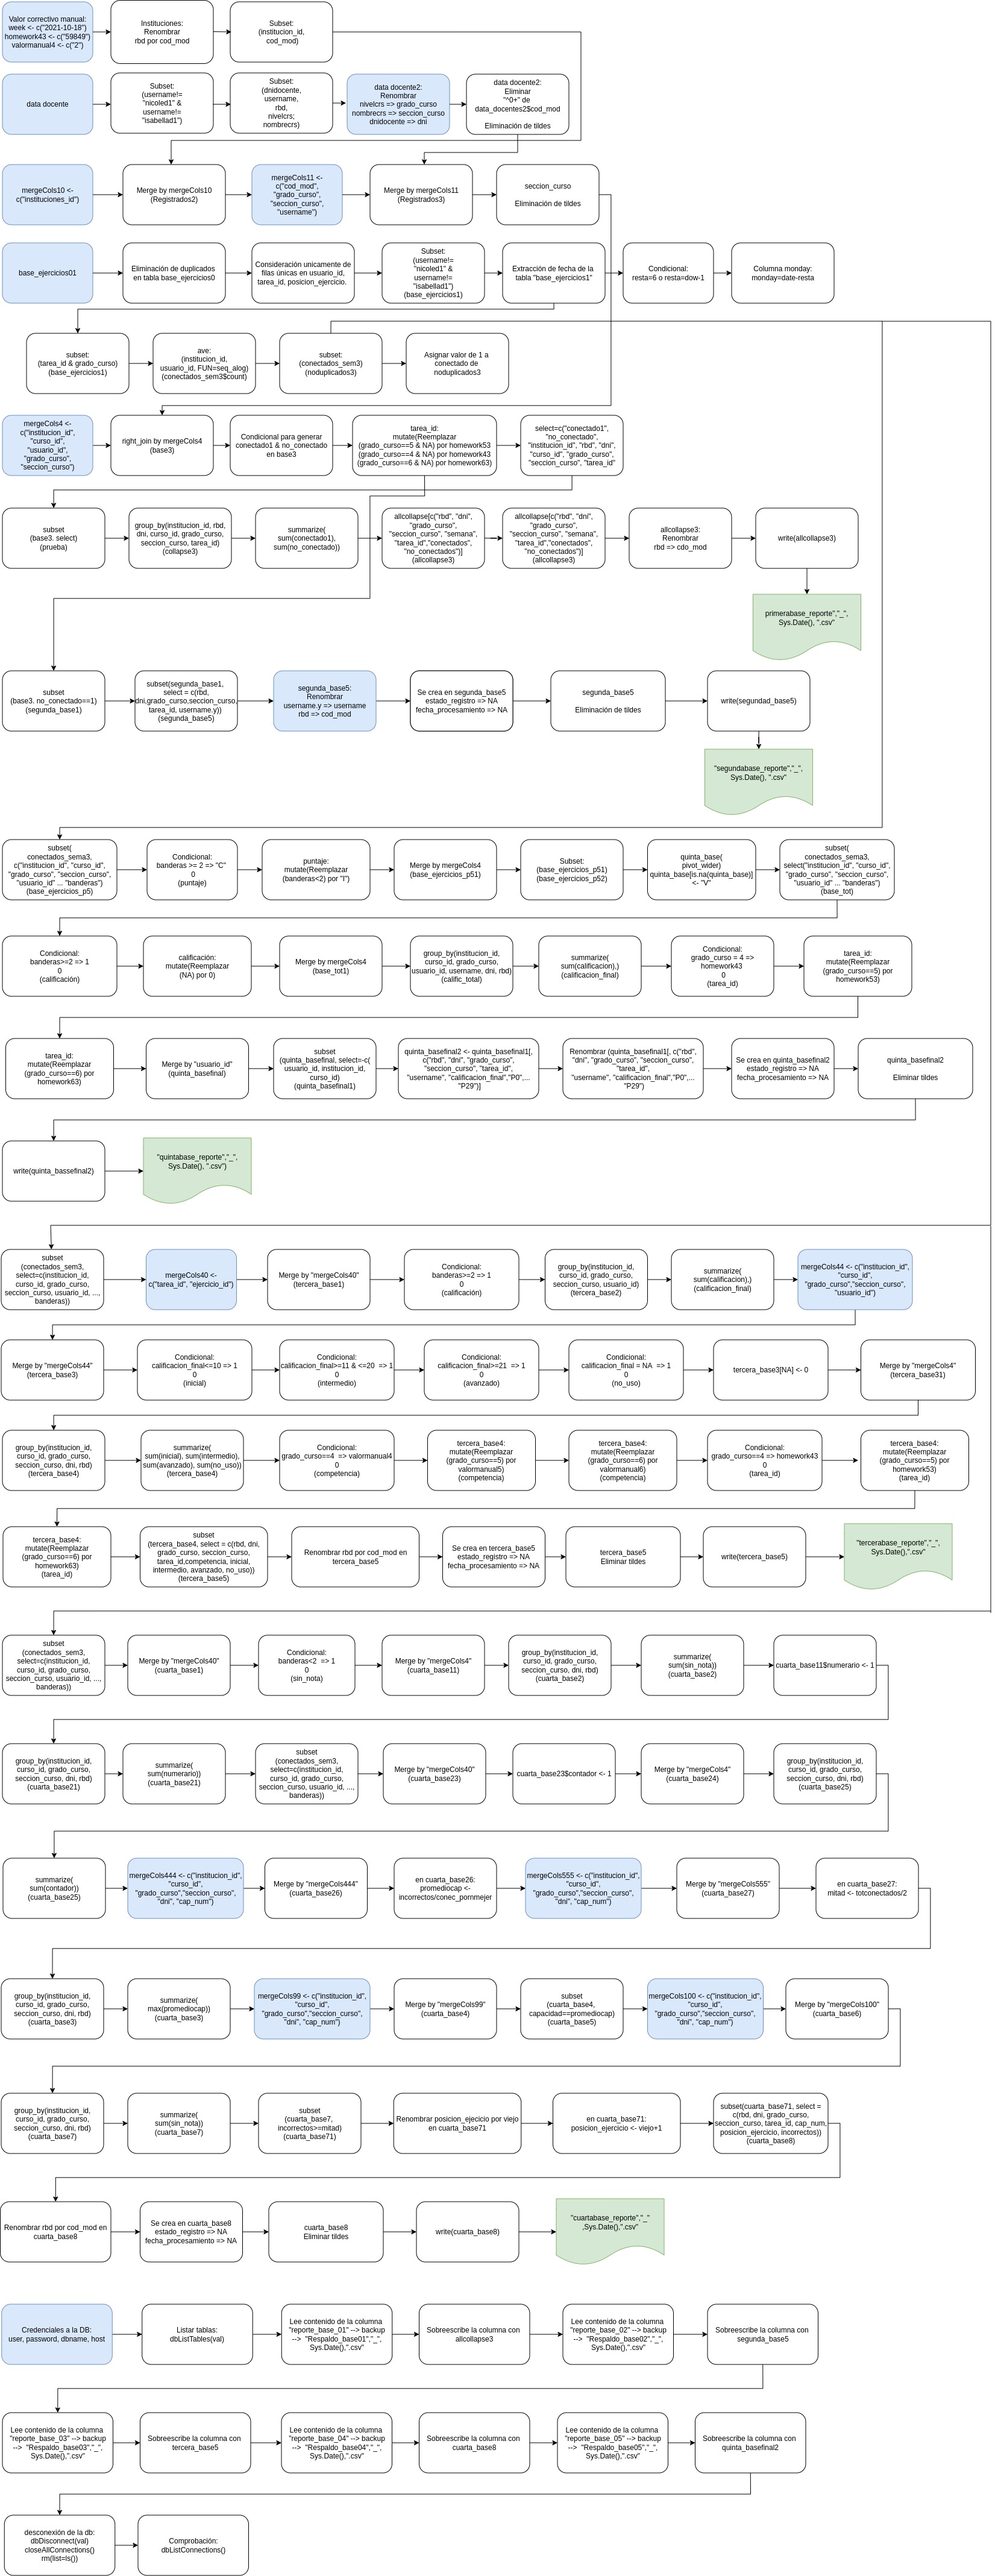 Valor correctivo manual:
week <- c("2021-10-18")
homework43 <- c("59849")
valormanual4 <- c("2")
Instituciones:
Renombrar
rbd por cod_mod
Subset:
(institucion_id,
cod_mod)
data docente
Subset:
(username!=
"nicoled1" &
username!=
"isabellad1")
Subset:
(dnidocente,
username,
rbd,
nivelcrs;
nombrecrs)
data docente2:
Renombrar
nivelcrs => grado_curso
nombrecrs => seccion_curso
dnidocente => dni
data docente2:
Eliminar
"^0+" de
data_docentes2$cod_mod
Eliminación de tildes
mergeCols10 <-
c("instituciones_id")
Merge by mergeCols10
(Registrados2)
mergeCols11 <-
c("cod_mod",
"grado_curso",
"seccion_curso",
"username")
Merge by mergeCols11
(Registrados3)
seccion_curso
Eliminación de tildes
base_ejercicios01
Eliminación de duplicados
en tabla base_ejercicios0
Consideración unicamente de
filas únicas en usuario_id,
tarea_id, posicion_ejercicio.
Subset:
(username!=
"nicoled1" &
username!=
"isabellad1")
(base_ejercicios1)
Extracción de fecha de la
tabla "base_ejercicios1"
Condicional:
resta=6 o resta=dow-1
Columna monday:
monday=date-resta
subset:
(tarea_id & grado_curso)
(base_ejercicios1)
ave:
(institucion_id,
usuario_id, FUN=seq_alog)
(conectados_sem3$count)
subset:
(conectados_sem3)
(noduplicados3)
Asignar valor de 1 a
conectado de
noduplicados3
mergeCols4 <-
c("institucion_id",
"curso_id",
"usuario_id",
"grado_curso",
"seccion_curso")
right_join by mergeCols4
(base3)
Condicional para generar
conectado1 & no_conectado
en base3
tarea_id:
mutate(Reemplazar
(grado_curso==5 & NA) por homework53
(grado_curso==4 & NA) por homework43
(grado_curso==6 & NA) por homework63)
select=c("conectado1",
"no_conectado",
"institucion_id", "rbd", "dni",
"curso_id", "grado_curso",
"seccion_curso", "tarea_id"
subset
(base3. select)
(prueba)
group_by(institucion_id, rbd,
dni, curso_id, grado_curso,
seccion_curso, tarea_id)
(collapse3)
summarize(
sum(conectado1),
sum(no_conectado))
allcollapse[c("rbd", "dni",
"grado_curso",
"seccion_curso", "semana",
"tarea_id","conectados",
"no_conectados")]
(allcollapse3)
allcollapse[c("rbd", "dni",
"grado_curso",
"seccion_curso", "semana",
"tarea_id","conectados",
"no_conectados")]
(allcollapse3)
allcollapse3:
Renombrar
rbd => cdo_mod
write(allcollapse3)
primerabase_reporte","_",
Sys.Date(), ".csv"
subset
(base3. no_conectado==1)
(segunda_base1)
subset(segunda_base1,
select = c(rbd,
dni,grado_curso,seccion_curso,
tarea_id, username.y))
(segunda_base5)
segunda_base5:
Renombrar
username.y => username
rbd => cod_mod
Se crea en segunda_base5
estado_registro => NA
fecha_procesamiento => NA
segunda_base5
Eliminación de tildes
write(segundad_base5)
"segundabase_reporte","_",
Sys.Date(), ".csv"
subset(
conectados_sema3,
c("institucion_id", "curso_id",
"grado_curso", "seccion_curso",
"usuario_id" ... "banderas")
(base_ejercicios_p5)
Condicional:
banderas >= 2 => "C"
0
(puntaje)
puntaje:
mutate(Reemplazar
(banderas<2) por "I")
Merge by mergeCols4
(base_ejercicios_p51)
Subset:
(base_ejercicios_p51)
(base_ejercicios_p52)
quinta_base(
pivot_wider)
quinta_base[is.na(quinta_base)]
<- "V"
subset(
conectados_sema3,
select("institucion_id", "curso_id",
"grado_curso", "seccion_curso",
"usuario_id" ... "banderas")
(base_tot)
Condicional:
banderas>=2 => 1
0
(calificación)
calificación:
mutate(Reemplazar
(NA) por 0)
Merge by mergeCols4
(base_tot1)
group_by(institucion_id,
curso_id, grado_curso,
usuario_id, username, dni, rbd)
(calific_total)
summarize(
sum(calificacion),)
(calificacion_final)
Condicional:
grado_curso = 4 =>
homework43
0
(tarea_id)
tarea_id:
mutate(Reemplazar
(grado_curso==5) por
homework53)
tarea_id:
mutate(Reemplazar
(grado_curso==6) por
homework63)
Merge by "usuario_id"
(quinta_basefinal)
subset
(quinta_basefinal, select=-c(
usuario_id, institucion_id,
curso_id)
(quinta_basefinal1)
quinta_basefinal2 <- quinta_basefinal1[,
c("rbd", "dni", "grado_curso",
"seccion_curso", "tarea_id",
"username", "calificacion_final","P0",...
"P29")]
Renombrar (quinta_basefinal1[, c("rbd",
"dni", "grado_curso", "seccion_curso",
"tarea_id",
"username", "calificacion_final","P0",...
"P29")
Se crea en quinta_basefinal2
estado_registro => NA
fecha_procesamiento => NA
quinta_basefinal2
Eliminar tildes
write(quinta_bassefinal2)
"quintabase_reporte","_",
Sys.Date(), ".csv")
subset
(conectados_sem3,
select=c(institucion_id,
curso_id, grado_curso,
seccion_curso, usuario_id, ...,
banderas))
mergeCols40 <-
c("tarea_id", "ejercicio_id")
Merge by "mergeCols40"
(tercera_base1)
Condicional:
banderas>=2 => 1
0
(calificación)
group_by(institucion_id,
curso_id, grado_curso,
seccion_curso, usuario_id)
(tercera_base2)
summarize(
sum(calificacion),)
(calificacion_final)
mergeCols44 <- c("institucion_id",
"curso_id",
"grado_curso","seccion_curso",
"usuario_id")
Merge by "mergeCols44"
(tercera_base3)
Condicional:
calificacion_final<=10 => 1
0
(inicial)
Condicional:
calificacion_final>=11 & <=20 => 1
0
(intermedio)
Condicional:
calificacion_final>=21 => 1
0
(avanzado)
Condicional:
calificacion_final = NA => 1
0
(no_uso)
tercera_base3[NA] <- 0
Merge by "mergeCols4"
(tercera_base31)
group_by(institucion_id,
curso_id, grado_curso,
seccion_curso, dni, rbd)
(tercera_base4)
summarize(
sum(inicial), sum(intermedio),
sum(avanzado), sum(no_uso))
(tercera_base4)
Condicional:
grado_curso==4 => valormanual4
0
(competencia)
tercera_base4:
mutate(Reemplazar
(grado_curso==5) por
valormanual5)
(competencia)
tercera_base4:
mutate(Reemplazar
(grado_curso==6) por
valormanual6)
(competencia)
Condicional:
grado_curso==4 => homework43
0
(tarea_id)
tercera_base4:
mutate(Reemplazar
(grado_curso==5) por
homework53)
(tarea_id)
tercera_base4:
mutate(Reemplazar
(grado_curso==6) por
homework63)
(tarea_id)
subset
(tercera_base4, select = c(rbd, dni,
grado_curso, seccion_curso,
tarea_id,competencia, inicial,
intermedio, avanzado, no_uso))
(tercera_base5)
Renombrar rbd por cod_mod en
tercera_base5
Se crea en tercera_base5
estado_registro => NA
fecha_procesamiento => NA
tercera_base5
Eliminar tildes
write(tercera_base5)
"tercerabase_reporte","_",
Sys.Date(),".csv"
subset
(conectados_sem3,
select=c(institucion_id,
curso_id, grado_curso,
seccion_curso, usuario_id, ...,
banderas))
Merge by "mergeCols40"
(cuarta_base1)
Condicional:
banderas<2 => 1
0
(sin_nota)
Merge by "mergeCols4"
(cuarta_base11)
group_by(institucion_id,
curso_id, grado_curso,
seccion_curso, dni, rbd)
(cuarta_base2)
summarize(
sum(sin_nota))
(cuarta_base2)
cuarta_base11$numerario <- 1
group_by(institucion_id,
curso_id, grado_curso,
seccion_curso, dni, rbd)
(cuarta_base21)
summarize(
sum(numerario))
(cuarta_base21)
subset
(conectados_sem3,
select=c(institucion_id,
curso_id, grado_curso,
seccion_curso, usuario_id, ...,
banderas))
Merge by "mergeCols40"
(cuarta_base23)
cuarta_base23$contador <- 1
Merge by "mergeCols4"
(cuarta_base24)
group_by(institucion_id,
curso_id, grado_curso,
seccion_curso, dni, rbd)
(cuarta_base25)
summarize(
sum(contador))
(cuarta_base25)
mergeCols444 <- c("institucion_id",
"curso_id",
"grado_curso","seccion_curso",
"dni", "cap_num")
Merge by "mergeCols444"
(cuarta_base26)
en cuarta_base26:
promediocap <-
incorrectos/conec_pornmejer
mergeCols555 <- c("institucion_id",
"curso_id",
"grado_curso","seccion_curso",
"dni", "cap_num")
Merge by "mergeCols555"
(cuarta_base27)
en cuarta_base27:
mitad <- totconectados/2
group_by(institucion_id,
curso_id, grado_curso,
seccion_curso, dni, rbd)
(cuarta_base3)
summarize(
max(promediocap))
(cuarta_base3)
mergeCols99 <- c("institucion_id",
"curso_id",
"grado_curso","seccion_curso",
"dni", "cap_num")
Merge by "mergeCols99"
(cuarta_base4)
subset
(cuarta_base4,
capacidad==promediocap)
(cuarta_base5)
mergeCols100 <- c("institucion_id",
"curso_id",
"grado_curso","seccion_curso",
"dni", "cap_num")
Merge by "mergeCols100"
(cuarta_base6)
group_by(institucion_id,
curso_id, grado_curso,
seccion_curso, dni, rbd)
(cuarta_base7)
summarize(
sum(sin_nota))
(cuarta_base7)
subset
(cuarta_base7,
incorrectos>=mitad)
(cuarta_base71)
Renombrar posicion_ejecicio por viejo
en cuarta_base71
en cuarta_base71:
posicion_ejercicio <- viejo+1
subset(cuarta_base71, select =
c(rbd, dni, grado_curso,
seccion_curso, tarea_id, cap_num,
posicion_ejercicio, incorrectos))
(cuarta_base8)
Renombrar rbd por cod_mod en
cuarta_base8
Se crea en cuarta_base8
estado_registro => NA
fecha_procesamiento => NA
cuarta_base8
Eliminar tildes
write(cuarta_base8)
"cuartabase_reporte","_"
,Sys.Date(),".csv"
Credenciales a la DB:
user, password, dbname, host
Listar tablas:
dbListTables(val)
Lee contenido de la columna
"reporte_base_01" --> backup
--> "Respaldo_base01","_",
Sys.Date(),".csv"
Sobreescribe la columna con
allcollapse3
Lee contenido de la columna
"reporte_base_02" --> backup
--> "Respaldo_base02","_",
Sys.Date(),".csv"
Sobreescribe la columna con
segunda_base5
Lee contenido de la columna
"reporte_base_03" --> backup
--> "Respaldo_base03","_",
Sys.Date(),".csv"
Sobreescribe la columna con
tercera_base5
Lee contenido de la columna
"reporte_base_04" --> backup
--> "Respaldo_base04","_",
Sys.Date(),".csv"
Sobreescribe la columna con
cuarta_base8
Lee contenido de la columna
"reporte_base_05" --> backup
--> "Respaldo_base05","_",
Sys.Date(),".csv"
Sobreescribe la columna con
quinta_basefinal2
desconexión de la db:
dbDisconnect(val)
closeAllConnections()
rm(list=ls())
Comprobación:
dbListConnections()